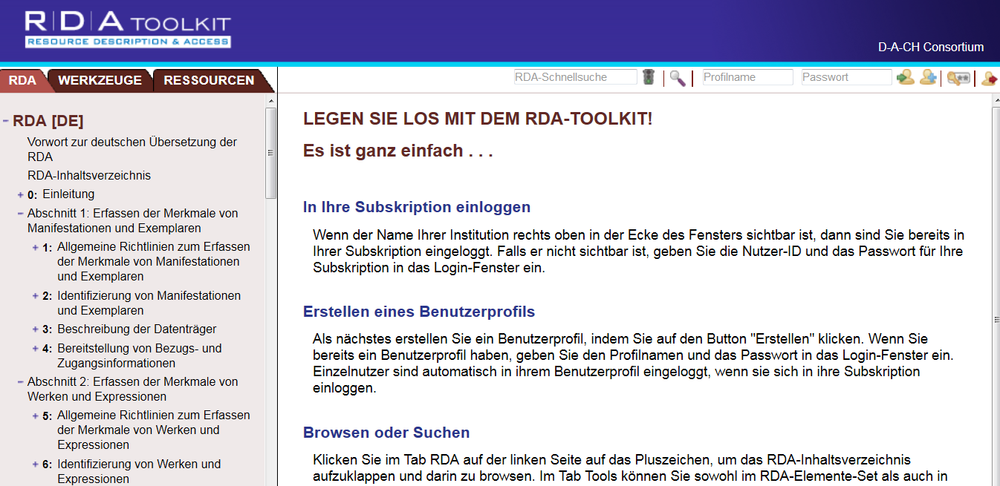 R|D|A TOOLKIT
RESOURCE DESCRIPTION & ACCESS
D-A-CH Consortium
RDA
WERKZEUGE
RESSOURCEN
RDA-Schnellsuche
Profilname
Passwort
RDA [DE]
Vorwort zur deutschen Übersetzung der
RDA
RDA-Inhaltsverzeichnis
0: Einleitung
Abschnitt 1: Erfassen der Merkmale von
Manifestationen und Exemplaren
1: Allgemeine Richtlinien zum Erfassen
der Merkmale von Manifestationen
und Exemplaren
2: Identifizierung von Manifestationen
und Exemplaren
3: Beschreibung der Datenträger
4: Bereitstellung von Bezugs- und
Zugangsinformationen
Abschnitt 2: Erfassen der Merkmale von
Werken und Expressionen
5: Allgemeine Richtlinien zum Erfassen
der Merkmale von Werken und
Expressionen
6: Identifizierung von Werken und
Expressionen
LEGEN SIE LOS MIT DEM RDA-TOOLKIT!
Es ist ganz einfach . . .
In Ihre Subskription einloggen
Wenn der Name Ihrer Institution rechts oben in der Ecke des Fensters sichtbar ist, dann sind Sie bereits in
Ihrer Subskription eingeloggt. Falls er nicht sichtbar ist, geben Sie die Nutzer-ID und das Passwort für Ihre
Subskription in das Login-Fenster ein.
Erstellen eines Benutzerprofils
Als nächstes erstellen Sie ein Benutzerprofil, indem Sie auf den Button "Erstellen" klicken. Wenn Sie
bereits ein Benutzerprofil haben, geben Sie den Profilnamen und das Passwort in das Login-Fenster ein.
Einzelnutzer sind automatisch in ihrem Benutzerprofil eingeloggt, wenn sie sich in ihre Subskription
einloggen.
Browsen oder Suchen
Klicken Sie im Tab RDA auf der linken Seite auf das Pluszeichen, um das RDA-Inhaltsverzeichnis
aufzuklappen und darin zu browsen. Im Tab Tools können Sie sowohl im RDA-Elemente-Set als auch in